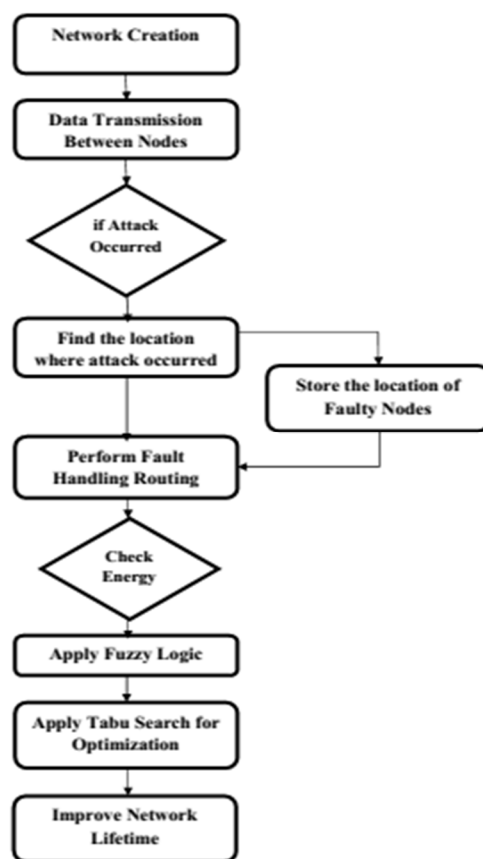 Network Creation
Data Transmission
Between Nodes
if Attack
Occurred
Find the location
where attack occurred
Store the location of
Faulty Nodes
Perform Fault
Handling Routing
Check
Energy
Apply Fuzzy Logic
Apply Tabu Search for
Optimization
Improve Network
Lifetime